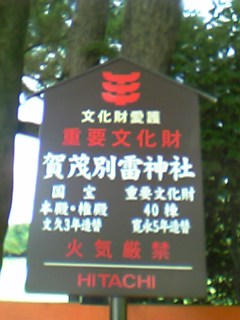 文化財愛護
重要文化財
賀茂別雷神社
国宝 重要文化財
本殿・権殿 40棟
文久3年造替 寛永5年造替
火気厳禁
HITACHI